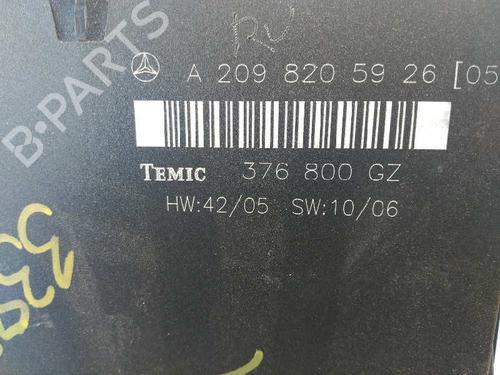 RV
A 209 820 59 26 [05
TEMIC 376 800 GZ
HW:42/05 SW:10/06
B-PARTS